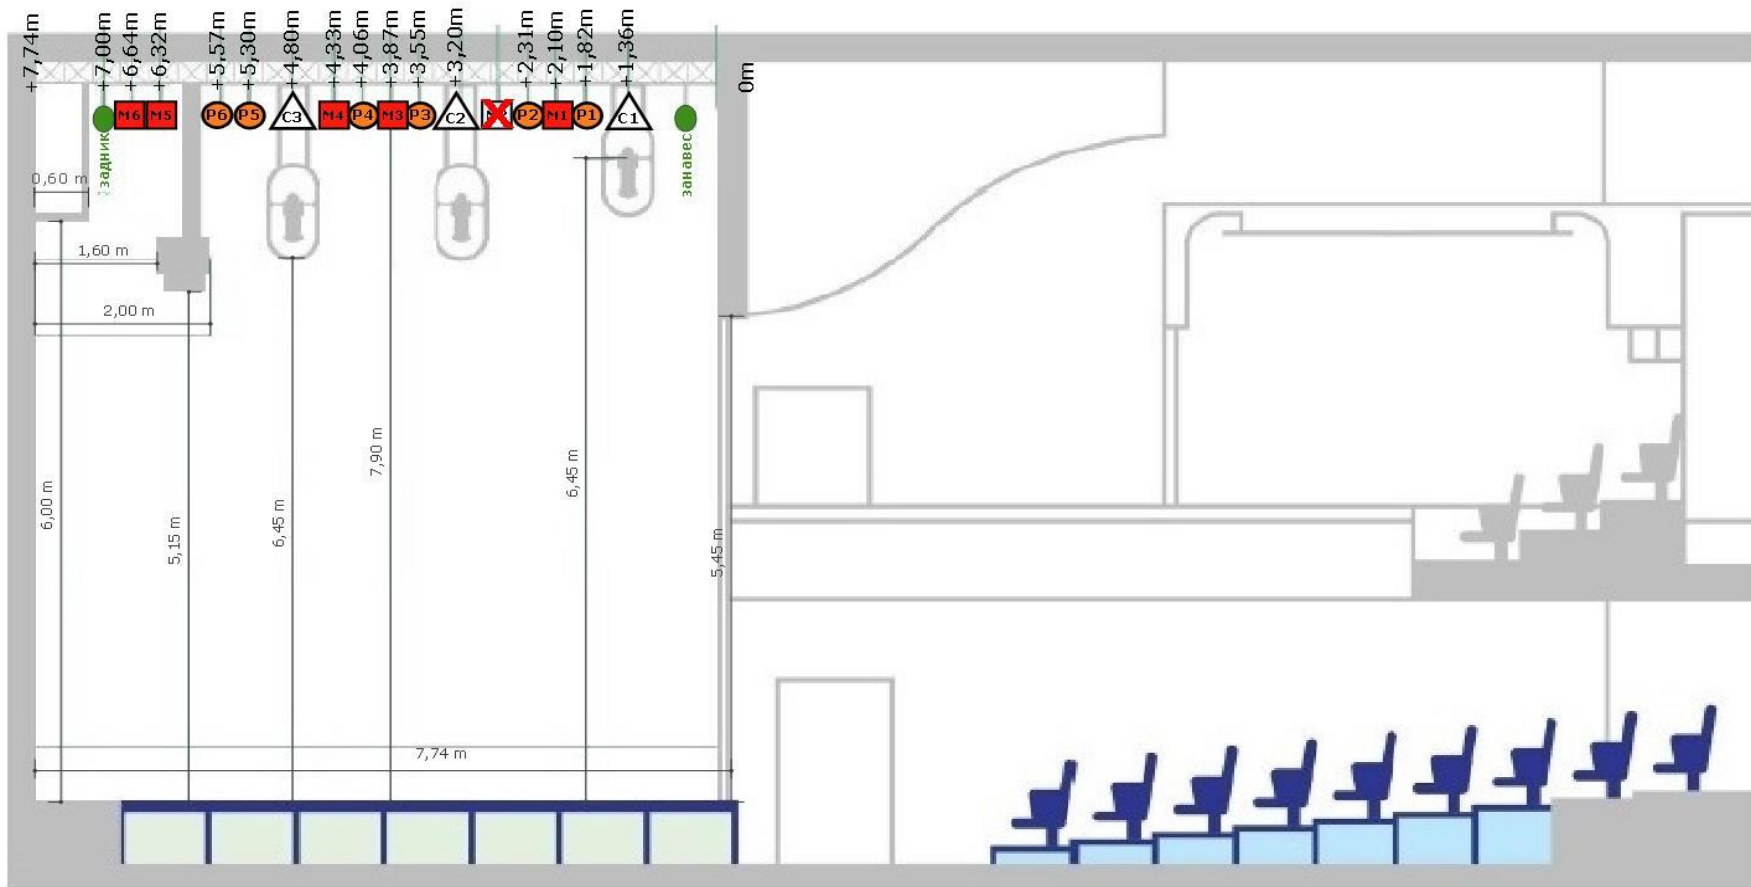 +7,74m
+7,00m
+6,64m
+6,32m
+5,57m
+5,30m
+4,80m
+4,33m
+4,06m
+3,87m
+3,55m
+3,20m
+2,31m
+2,10m
+1,82m
+1,36m
0m
M6
M5
P6
P5
C3
M4
P4
M3
P3
C2
P2
M1
P1
C1
задник
занавес
0,60 m
1,60 m
2,00 m
6,00 m
5,15 m
6,45 m
7,90 m
6,45 m
5,45 m
7,74 m